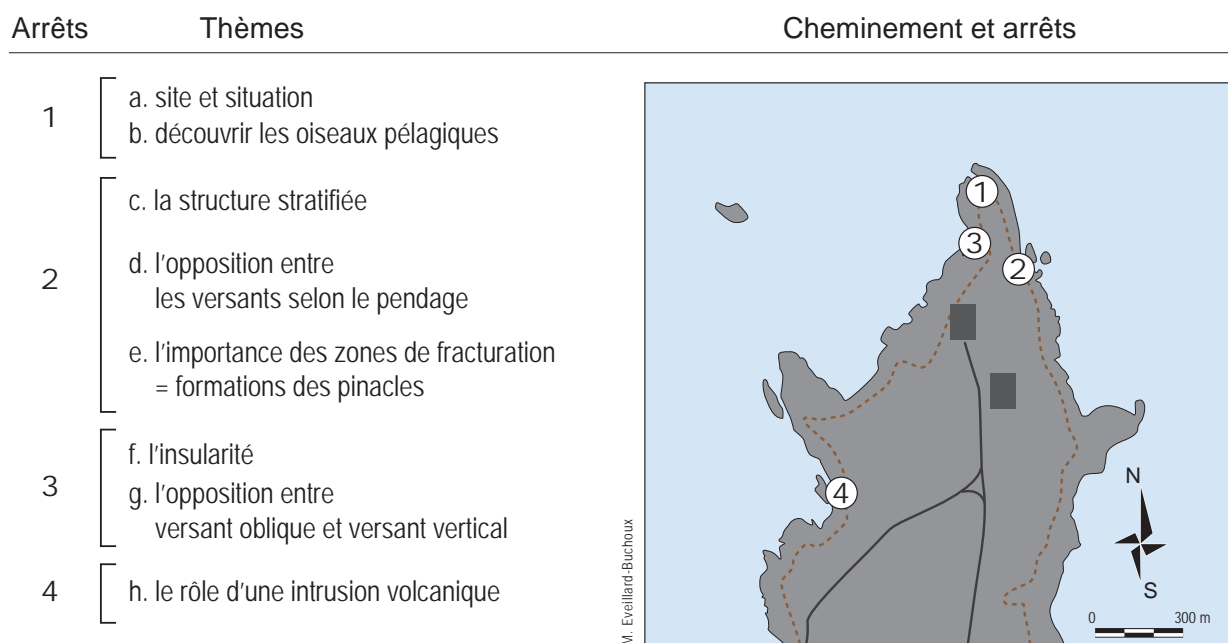 Arrêts Thèmes Cheminement et arrêts
1
a. site et situation
b. découvrir les oiseaux pélagiques
2
c. la structure stratifiée
d. l'opposition entre
les versants selon le pendage
e. l'importance des zones de fracturation
= formations des pinacles
3
f. l'insularité
g. l'opposition entre
versant oblique et versant vertical
4
h. le rôle d'une intrusion volcanique
M. Eveillard-Buchoux
1
3
2
4
N
S
0 300 m